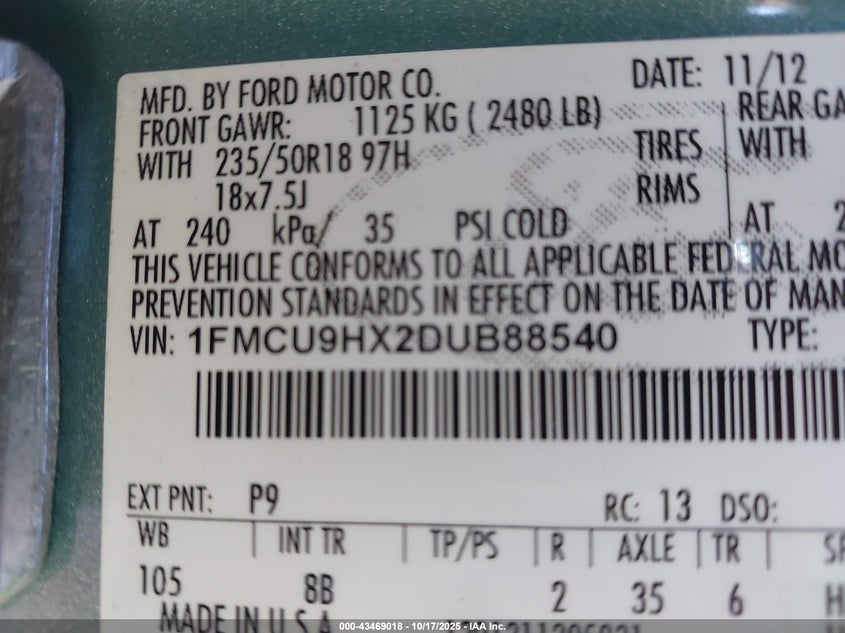 MFD. BY FORD MOTOR CO. DATE: 11/12
FRONT GAWR: 1125 KG ( 2480 LB) REAR GA
WITH 235/50R18 97H TIRES WITH
18x7.5J RIMS
AT 240 kPa/ 35 PSI COLD AT 2
THIS VEHICLE CONFORMS TO ALL APPLICABLE FEDERAL MO
PREVENTION STANDARDS IN EFFECT ON THE DATE OF MAN
VIN: 1FMCU9HX2DUB88540 TYPE:
EXT PNT: P9 RC: 13 DSO:
WB INT TR TP/PS R AXLE TR SP
105 8B 2 35 6 H
MADE IN U.S.A.
000-43469018 - 10/17/2025 - IAA Inc.